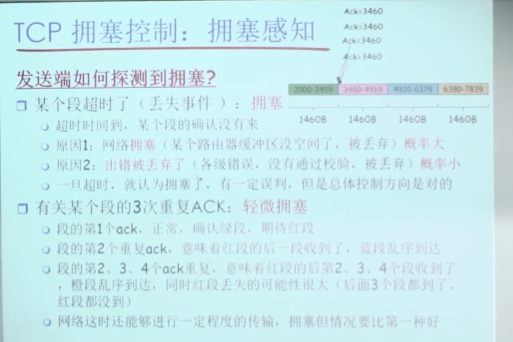 Ack=3460
Ack=3460
Ack=3460
Ack=3460
TCP 拥塞控制：拥塞感知
发送端如何探测到拥塞?
2000-3459 3460-4919 4920-6379 6380-7839
1460B 1460B 1460B 1460B
某个段超时了（丢失事件）：拥塞
超时时间到，某个段的确认没有来
原因1：网络拥塞（某个路由器缓冲区没空间了，被丢弃）概率大
原因2：出错被丢弃了（各级错误，没有通过校验，被丢弃）概率小
一旦超时，就认为拥塞了，有一定误判，但是总体控制方向是对的
有关某个段的3次重复ACK：轻微拥塞
段的第1个ack，正常，确认绿段，期待红段
段的第2个重复ack，意味着红段的后一段收到了，蓝段乱序到达
段的第2、3、4个ack重复，意味着红段的后第2、3、4个段收到了
，橙段乱序到达，同时红段丢失的可能性很大（后面3个段都到了，
红段都没到）
网络这时还能够进行一定程度的传输，拥塞但情况要比第一种好